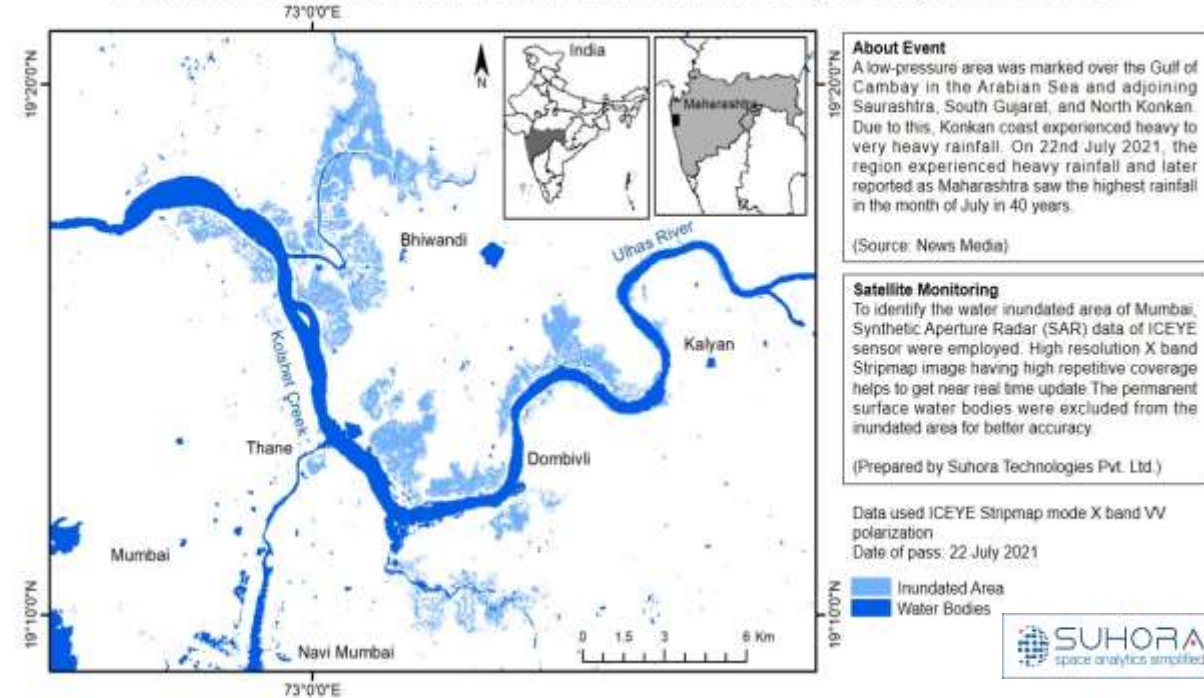 73°0'0"E
19°20'0"N
19°20'0"N
N
India
Maharashtra
Bhiwandi
Ulhas River
Kolshet Creek
Kalyan
Thane
Dombivli
Mumbai
Navi Mumbai
19°10'0"N
19°10'0"N
0 1.5 3 6 Km
73°0'0"E
About Event
A low-pressure area was marked over the Gulf of
Cambay in the Arabian Sea and adjoining
Saurashtra, South Gujarat, and North Konkan.
Due to this, Konkan coast experienced heavy to
very heavy rainfall. On 22nd July 2021, the
region experienced heavy rainfall and later
reported as Maharashtra saw the highest rainfall
in the month of July in 40 years.
(Source: News Media)
Satellite Monitoring
To identify the water inundated area of Mumbai,
Synthetic Aperture Radar (SAR) data of ICEYE
sensor were employed. High resolution X band
Stripmap image having high repetitive coverage
helps to get near real time update The permanent
surface water bodies were excluded from the
inundated area for better accuracy.
(Prepared by Suhora Technologies Pvt. Ltd.)
Data used ICEYE Stripmap mode X band VV
polarization
Date of pass: 22 July 2021
Inundated Area
Water Bodies
SUHORA
space analytics simplified